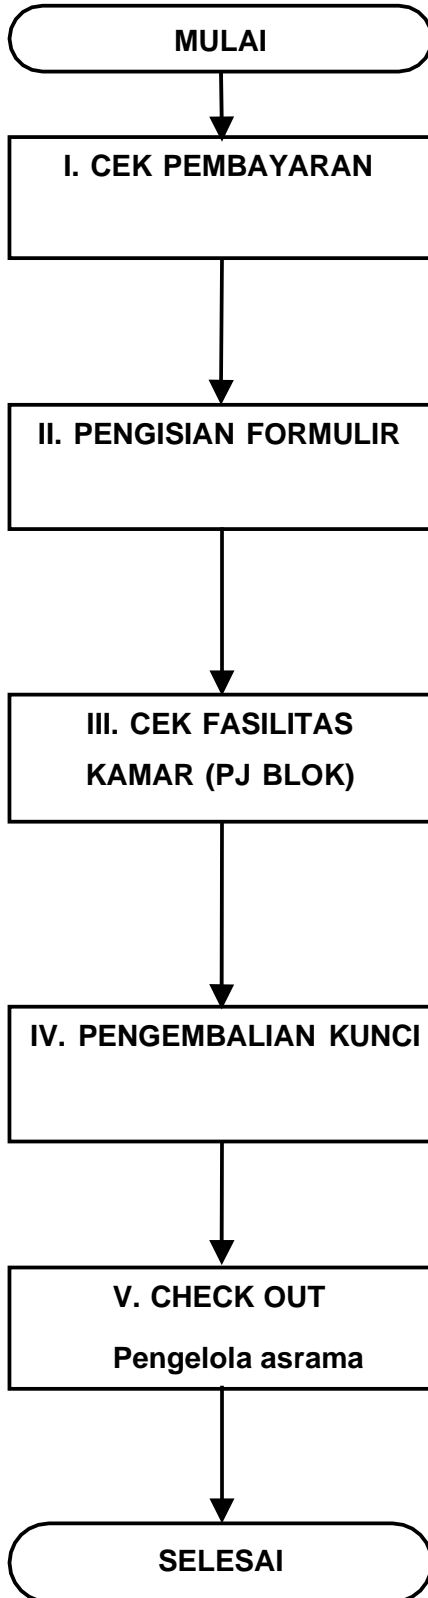 MULAI
I. CEK PEMBAYARAN
II. PENGISIAN FORMULIR
III. CEK FASILITAS
KAMAR (PJ BLOK)
IV. PENGEMBALIAN KUNCI
V. CHECK OUT
Pengelola asrama
SELESAI